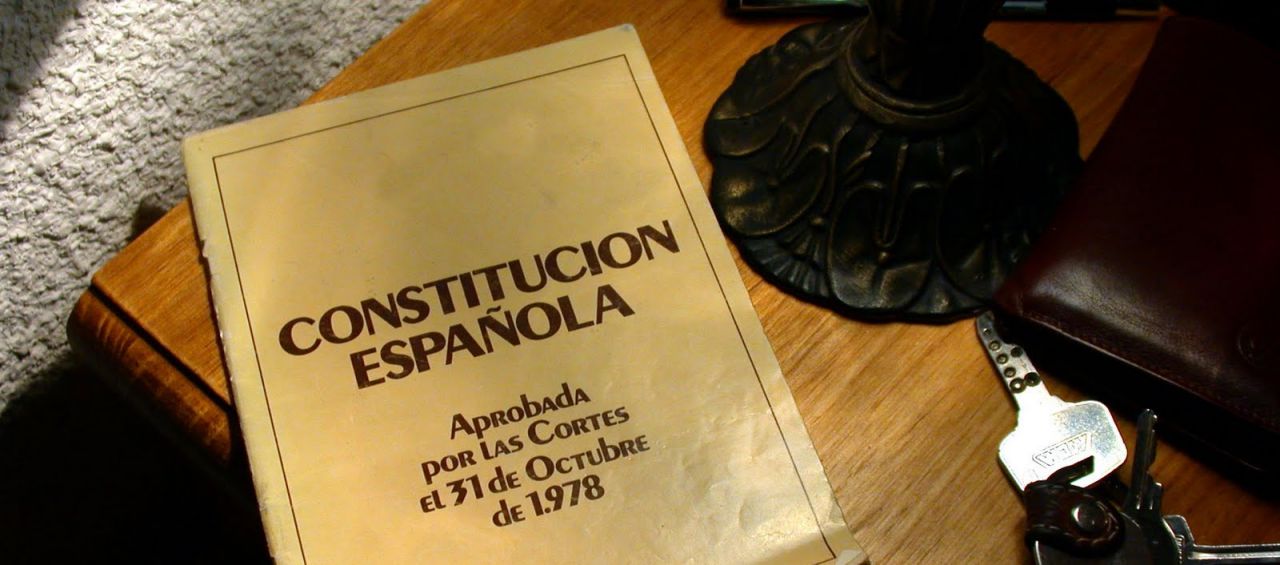 CONSTITUCION
ESPAÑOLA
Aprobada
por las Cortes
el 31 de Octubre
de 1.978